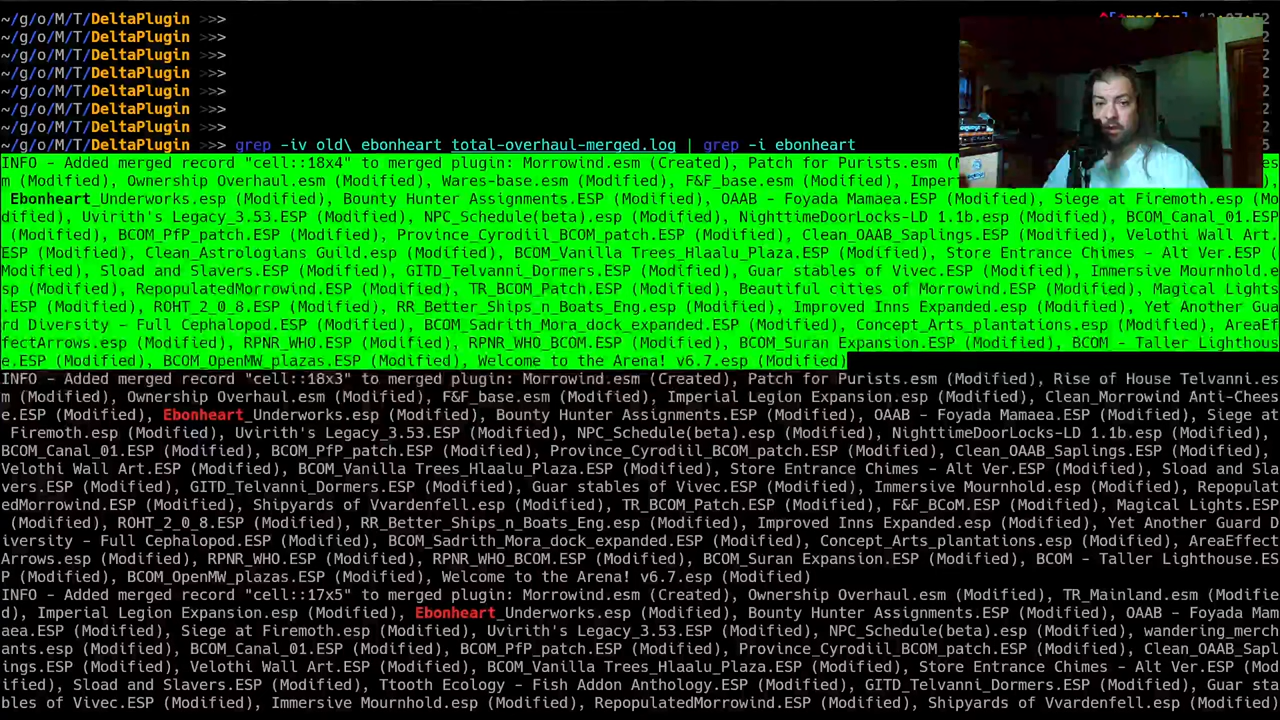 ~/g/o/M/T/DeltaPlugin >>>
~/g/o/M/T/DeltaPlugin >>>
~/g/o/M/T/DeltaPlugin >>>
~/g/o/M/T/DeltaPlugin >>>
~/g/o/M/T/DeltaPlugin >>>
~/g/o/M/T/DeltaPlugin >>>
~/g/o/M/T/DeltaPlugin >>>
~/g/o/M/T/DeltaPlugin >>> grep -iv old\ ebonheart total-overhaul-merged.log | grep -i ebonheart
INFO - Added merged record "cell::18x4" to merged plugin: Morrowind.esm (Created), Patch for Purists.esm
m (Modified), Ownership Overhaul.esm (Modified), Wares-base.esm (Modified), F&F_base.esm (Modified),
Ebonheart_Underworks.esp (Modified), Bounty Hunter Assignments.ESP (Modified), OAAB - Foyada Mamaea.ESP (Modified), Siege at Firemoth.esp (Mo
dified), Uvirith's Legacy_3.53.ESP (Modified), NPC_Schedule(beta).esp (Modified), NighttimeDoorLocks-LD 1.1b.esp (Modified), BCOM_Canal_01.ESP
(Modified), BCOM_PfP_patch.ESP (Modified), Province_Cyrodiil_BCOM_patch.ESP (Modified), Clean_OAAB_Saplings.ESP (Modified), Velothi Wall Art.
ESP (Modified), Clean_Astrologians Guild.esp (Modified), BCOM_Vanilla Trees_Hlaalu_Plaza.ESP (Modified), Store Entrance Chimes - Alt Ver.ESP (
Modified), Sload and Slavers.ESP (Modified), GITD_Telvanni_Dormers.ESP (Modified), Guar stables of Vivec.ESP (Modified), Immersive Mournhold.e
sp (Modified), RepopulatedMorrowind.ESP (Modified), TR_BCOM_Patch.ESP (Modified), Beautiful cities of Morrowind.ESP (Modified), Magical Lights
.ESP (Modified), ROHT_2_0_8.ESP (Modified), RR_Better_Ships_n_Boats_Eng.esp (Modified), Improved Inns Expanded.esp (Modified), Yet Another Gua
rd Diversity - Full Cephalopod.ESP (Modified), BCOM_Sadrith_Mora_dock_expanded.ESP (Modified), Concept_Arts_plantations.esp (Modified), AreaEf
fectArrows.esp (Modified), RPNR_WHO.ESP (Modified), RPNR_WHO_BCOM.ESP (Modified), BCOM_Suran Expansion.ESP (Modified), BCOM - Taller Lighthous
e.ESP (Modified), BCOM_OpenMW_plazas.ESP (Modified), Welcome to the Arena! v6.7.esp (Modified)
INFO - Added merged record "cell::18x3" to merged plugin: Morrowind.esm (Created), Patch for Purists.esm (Modified), Rise of House Telvanni.es
m (Modified), Ownership Overhaul.esm (Modified), F&F_base.esm (Modified), Imperial Legion Expansion.esp (Modified), Clean_Morrowind Anti-Chees
e.ESP (Modified), Ebonheart_Underworks.esp (Modified), Bounty Hunter Assignments.ESP (Modified), OAAB - Foyada Mamaea.ESP (Modified), Siege at
Firemoth.esp (Modified), Uvirith's Legacy_3.53.ESP (Modified), NPC_Schedule(beta).esp (Modified), NighttimeDoorLocks-LD 1.1b.esp (Modified),
BCOM_Canal_01.ESP (Modified), BCOM_PfP_patch.ESP (Modified), Province_Cyrodiil_BCOM_patch.ESP (Modified), Clean_OAAB_Saplings.ESP (Modified),
Velothi Wall Art.ESP (Modified), BCOM_Vanilla Trees_Hlaalu_Plaza.ESP (Modified), Store Entrance Chimes - Alt Ver.ESP (Modified), Sload and Sla
vers.ESP (Modified), GITD_Telvanni_Dormers.ESP (Modified), Guar stables of Vivec.ESP (Modified), Immersive Mournhold.esp (Modified), Repopulat
edMorrowind.ESP (Modified), Shipyards of Vvardenfell.esp (Modified), TR_BCOM_Patch.ESP (Modified), F&F_BCoM.ESP (Modified), Magical Lights.ESP
(Modified), ROHT_2_0_8.ESP (Modified), RR_Better_Ships_n_Boats_Eng.esp (Modified), Improved Inns Expanded.esp (Modified), Yet Another Guard D
iversity - Full Cephalopod.ESP (Modified), BCOM_Sadrith_Mora_dock_expanded.ESP (Modified), Concept_Arts_plantations.esp (Modified), AreaEffect
Arrows.esp (Modified), RPNR_WHO.ESP (Modified), RPNR_WHO_BCOM.ESP (Modified), BCOM_Suran Expansion.ESP (Modified), BCOM - Taller Lighthouse.ES
P (Modified), BCOM_OpenMW_plazas.ESP (Modified), Welcome to the Arena! v6.7.esp (Modified)
INFO - Added merged record "cell::17x5" to merged plugin: Morrowind.esm (Created), Ownership Overhaul.esm (Modified), TR_Mainland.esm (Modifie
d), Imperial Legion Expansion.esp (Modified), Ebonheart_Underworks.esp (Modified), Bounty Hunter Assignments.ESP (Modified), OAAB - Foyada Mam
aea.ESP (Modified), Siege at Firemoth.esp (Modified), Uvirith's Legacy_3.53.ESP (Modified), NPC_Schedule(beta).esp (Modified), wandering_merch
ants.esp (Modified), BCOM_Canal_01.ESP (Modified), BCOM_PfP_patch.ESP (Modified), Province_Cyrodiil_BCOM_patch.ESP (Modified), Clean_OAAB_Sapl
ings.ESP (Modified), Velothi Wall Art.ESP (Modified), BCOM_Vanilla Trees_Hlaalu_Plaza.ESP (Modified), Store Entrance Chimes - Alt Ver.ESP (Mod
ified), Sload and Slavers.ESP (Modified), Ttooth Ecology - Fish Addon Anthology.ESP (Modified), GITD_Telvanni_Dormers.ESP (Modified), Guar sta
bles of Vivec.ESP (Modified), Immersive Mournhold.esp (Modified), RepopulatedMorrowind.ESP (Modified), Shipyards of Vvardenfell.esp (Modified)